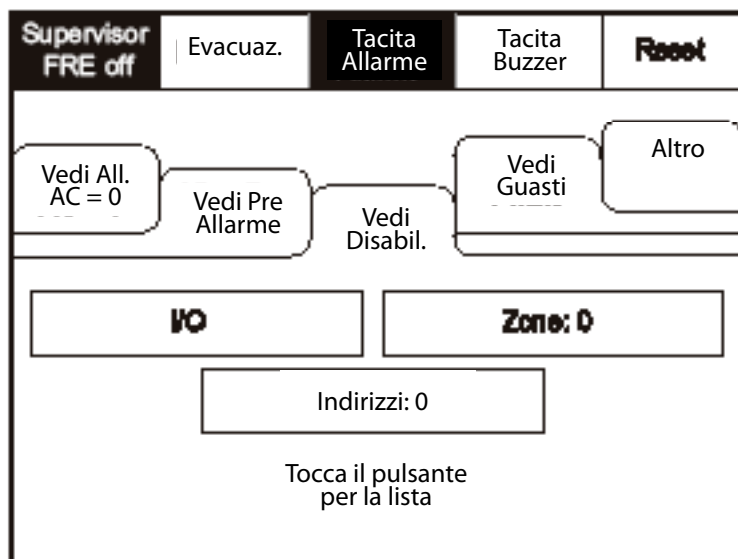 Supervisor
FRE off
Evacuaz.
Tacita
Allarme
Tacita
Buzzer
Reset
Vedi All.
AC = 0
Vedi Pre
Allarme
Vedi
Disabil.
Vedi
Guasti
Altro
I/O
Zone: 0
Indirizzi: 0
Tocca il pulsante
per la lista